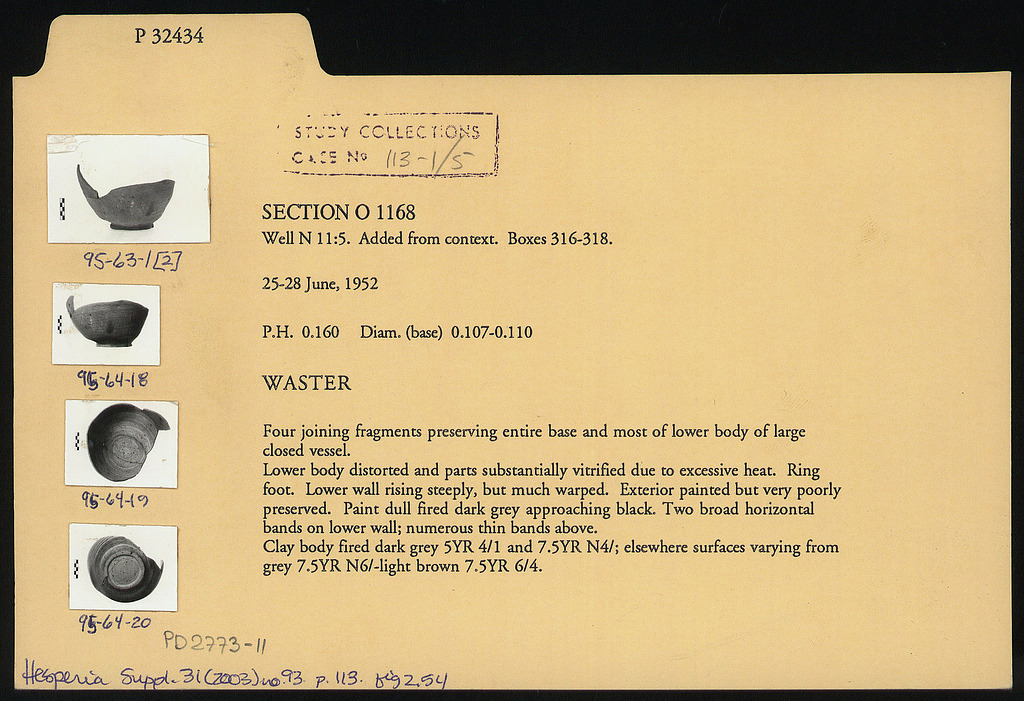 P 32434
STUDY COLLECTIONS
CASE No 113-1/5
SECTION O 1168
Well N 11:5. Added from context. Boxes 316-318.
95-63-1[2]
25-28 June, 1952
P.H. 0.160 Diam. (base) 0.107-0.110
95-64-18
WASTER
Four joining fragments preserving entire base and most of lower body of large
closed vessel.
Lower body distorted and parts substantially vitrified due to excessive heat. Ring
foot. Lower wall rising steeply, but much warped. Exterior painted but very poorly
preserved. Paint dull fired dark grey approaching black. Two broad horizontal
bands on lower wall; numerous thin bands above.
Clay body fired dark grey 5YR 4/1 and 7.5YR N4/; elsewhere surfaces varying from
grey 7.5YR N6/-light brown 7.5YR 6/4.
95-64-19
95-64-20
PD2773-11
Hesperia Suppl. 31 (2003) no 93 p. 113. fig 2.54